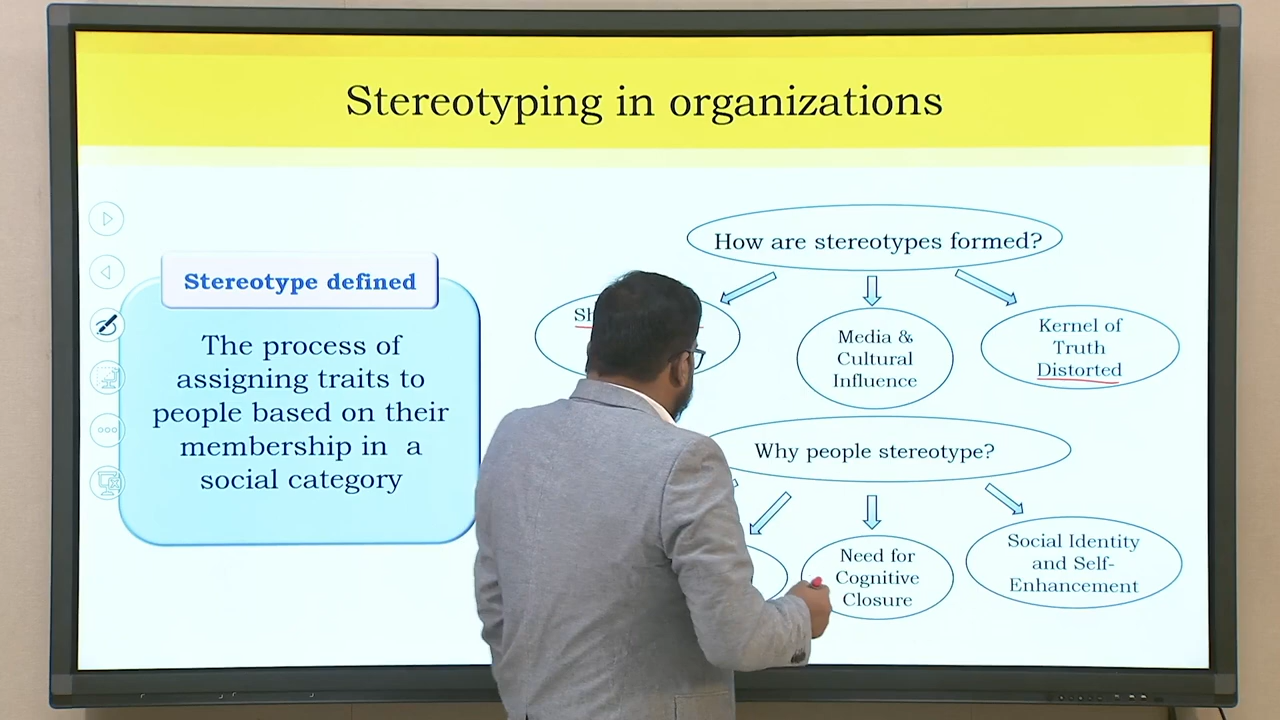 Stereotyping in organizations
Stereotype defined
The process of
assigning traits to
people based on their
membership in a
social category
How are stereotypes formed?
Media &
Cultural
Influence
Kernel of
Truth
Distorted
Why people stereotype?
Need for
Cognitive
Closure
Social Identity
and Self-
Enhancement